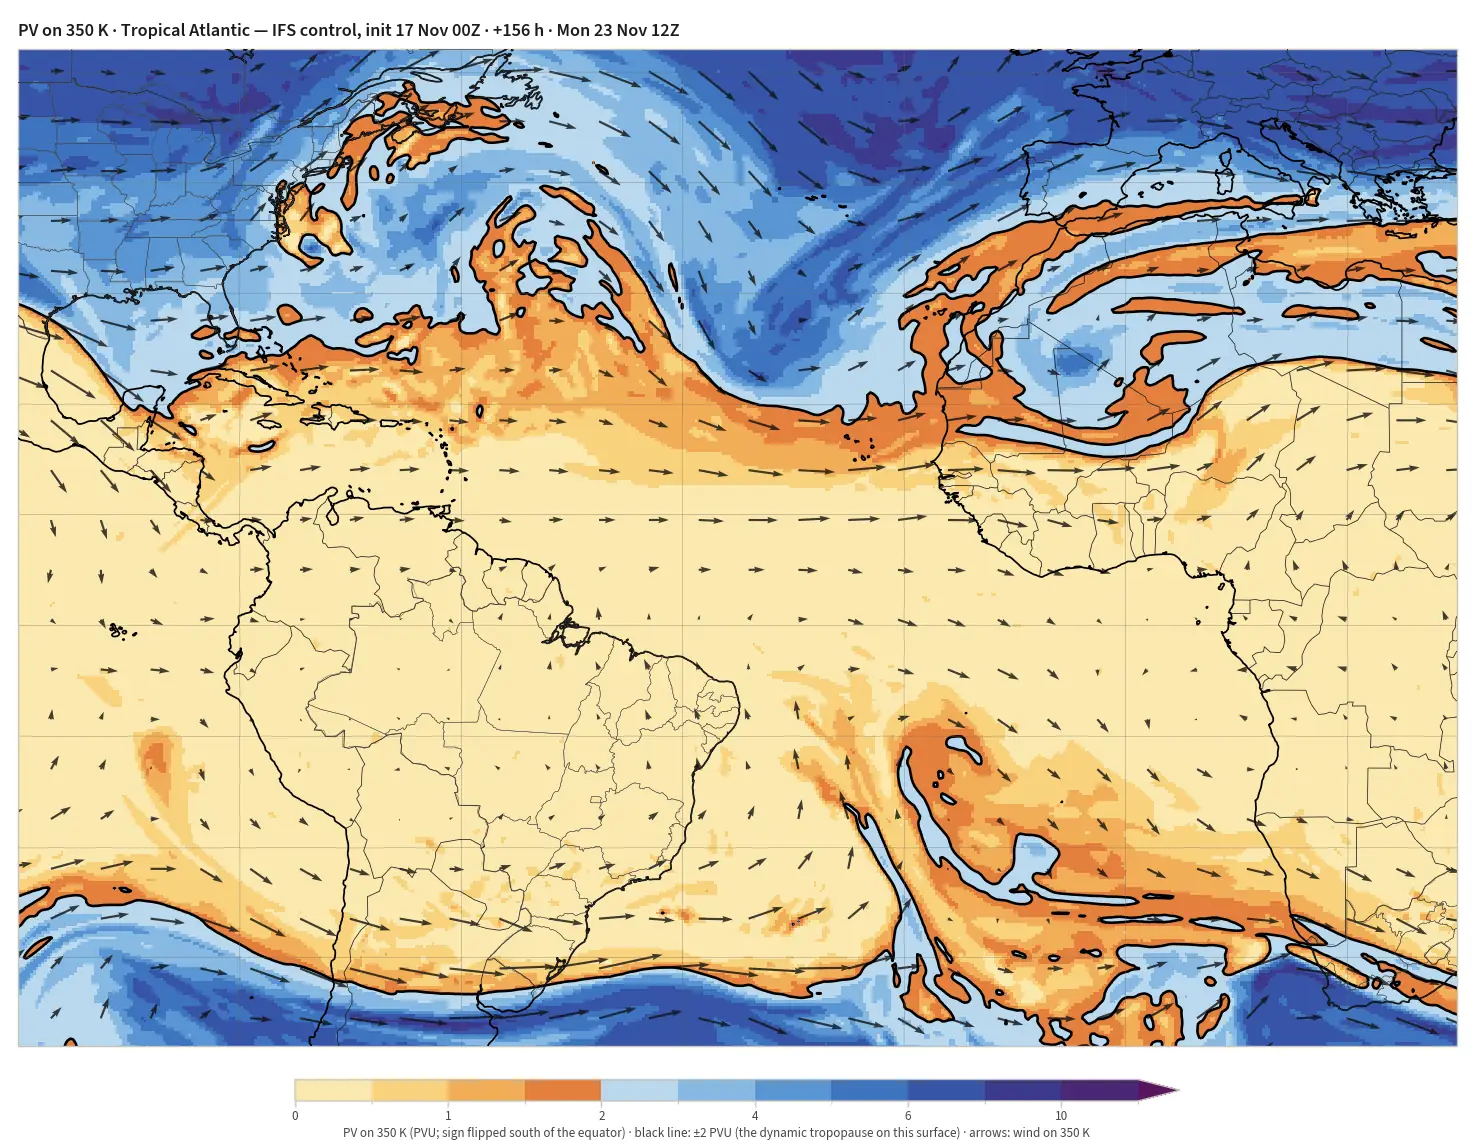 PV on 350 K · Tropical Atlantic — IFS control, init 17 Nov 00Z · +156 h · Mon 23 Nov 12Z
0 1 2 4 6 10
PV on 350 K (PVU; sign flipped south of the equator) · black line: ±2 PVU (the dynamic tropopause on this surface) · arrows: wind on 350 K